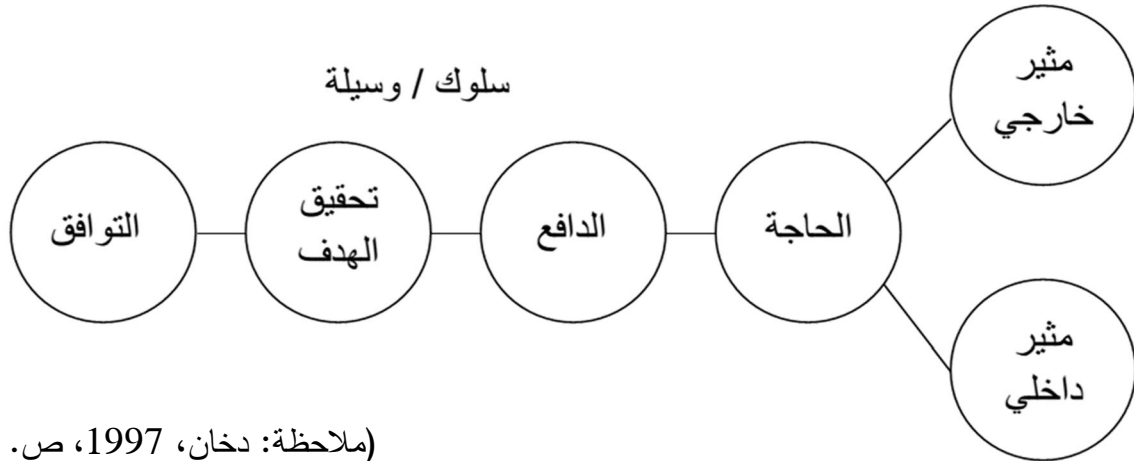 مثير
خارجي
سلوك / وسيلة
الحاجة
الدافع
تحقيق
الهدف
التوافق
مثير
داخلي
(ملاحظة: دخان، 1997، ص.